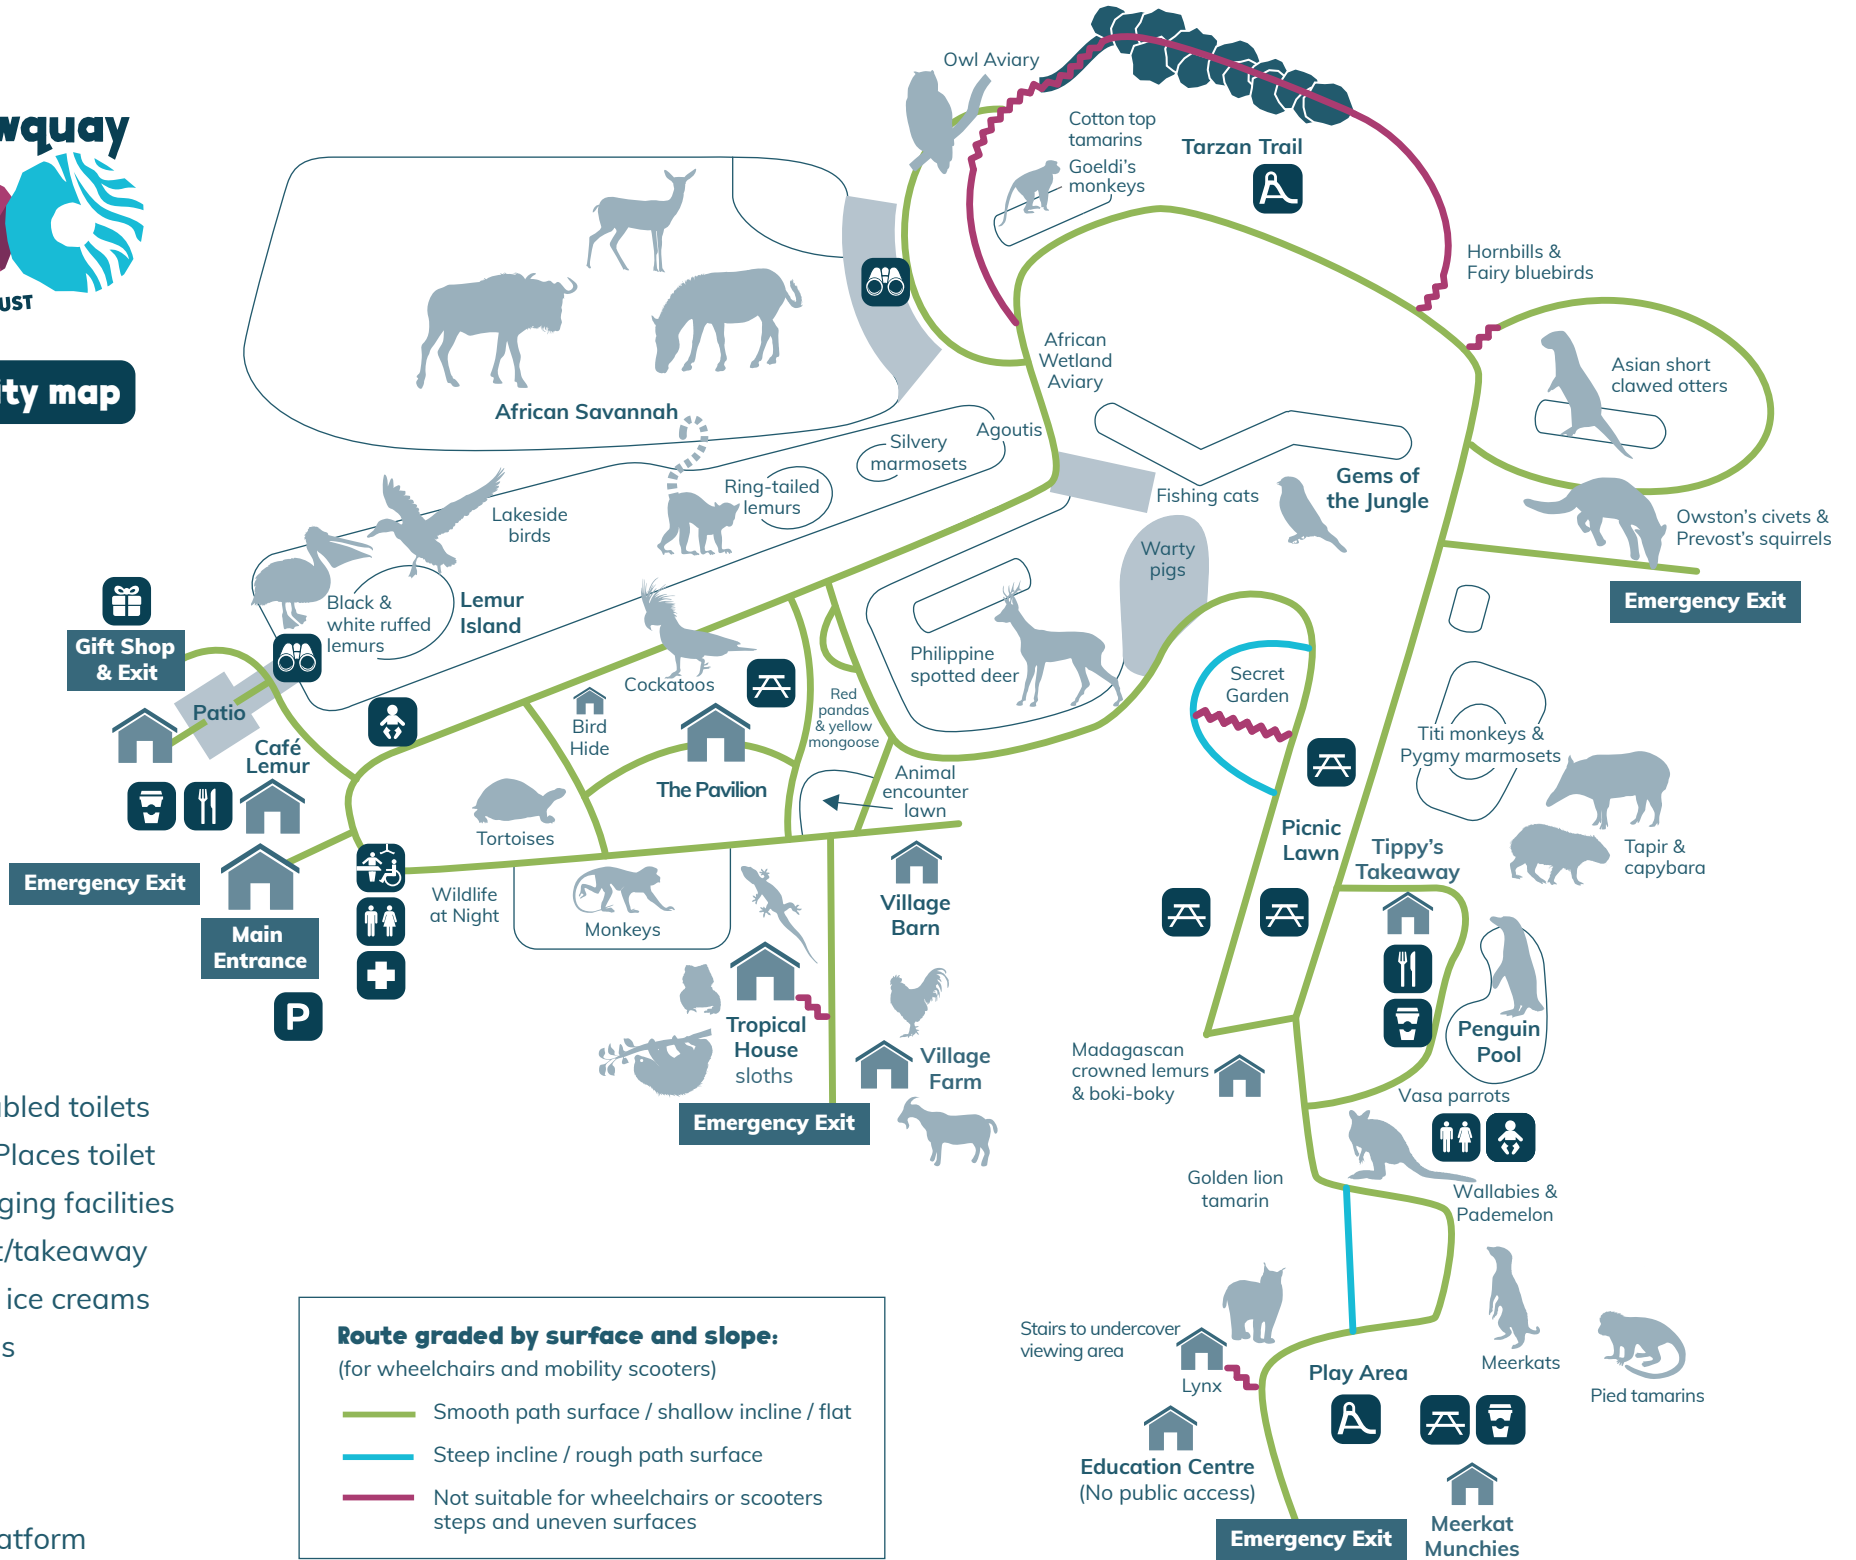 wquay
UST
ity map
Owl Aviary
Cotton top
tamarins
Goeldi's
monkeys
Tarzan Trail
Hornbills &
Fairy bluebirds
African
Wetland
Aviary
Asian short
clawed otters
African Savannah
Silvery
marmosets
Agoutis
Ring-tailed
lemurs
Lakeside
birds
Fishing cats
Gems of
the Jungle
Owston's civets &
Prevost's squirrels
Emergency Exit
Warty
pigs
Black &
white ruffed
lemurs
Lemur
Island
Gift Shop
& Exit
Patio
Café
Lemur
Cockatoos
Bird
Hide
The Pavilion
Red
pandas
& yellow
mongoose
Philippine
spotted deer
Secret
Garden
Titi monkeys &
Pygmy marmosets
Animal
encounter
lawn
Tortoises
Picnic
Lawn
Tippy's
Takeaway
Tapir &
capybara
Emergency Exit
Main
Entrance
P
Wildlife
at Night
Monkeys
Village
Barn
Tropical
House
sloths
Village
Farm
Emergency Exit
Penguin
Pool
Madagascan
crowned lemurs
& boki-boky
Vasa parrots
Golden lion
tamarin
Wallabies &
Pademelon
Stairs to undercover
viewing area
Lynx
Play Area
Meerkats
Pied tamarins
Education Centre
(No public access)
Emergency Exit
Meerkat
Munchies
abled toilets
Places toilet
ging facilities
t/takeaway
ice creams
s
atform
Route graded by surface and slope:
(for wheelchairs and mobility scooters)
Smooth path surface / shallow incline / flat
Steep incline / rough path surface
Not suitable for wheelchairs or scooters
steps and uneven surfaces